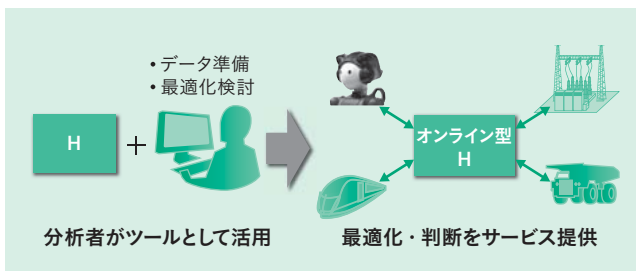 • データ準備
• 最適化検討
H
+
オンライン型
H
分析者がツールとして活用
最適化・判断をサービス提供